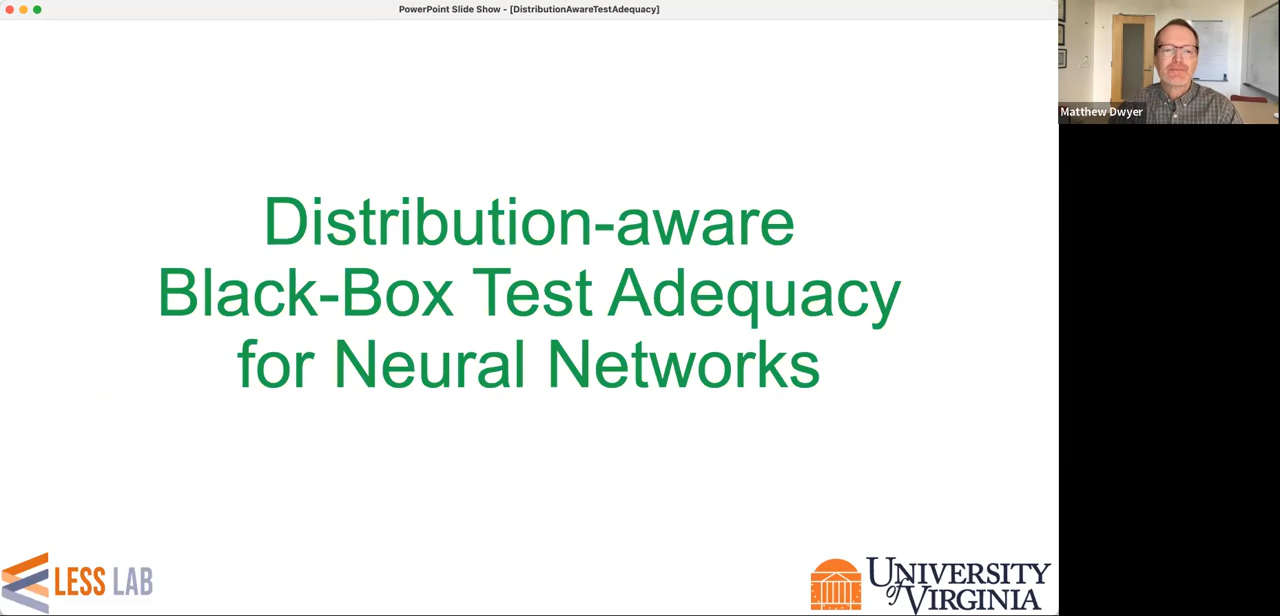 PowerPoint Slide Show - [DistributionAwareTestAdequacy]
Matthew Dwyer
Distribution-aware
Black-Box Test Adequacy
for Neural Networks
LESS LAB
UNIVERSITY
of VIRGINIA